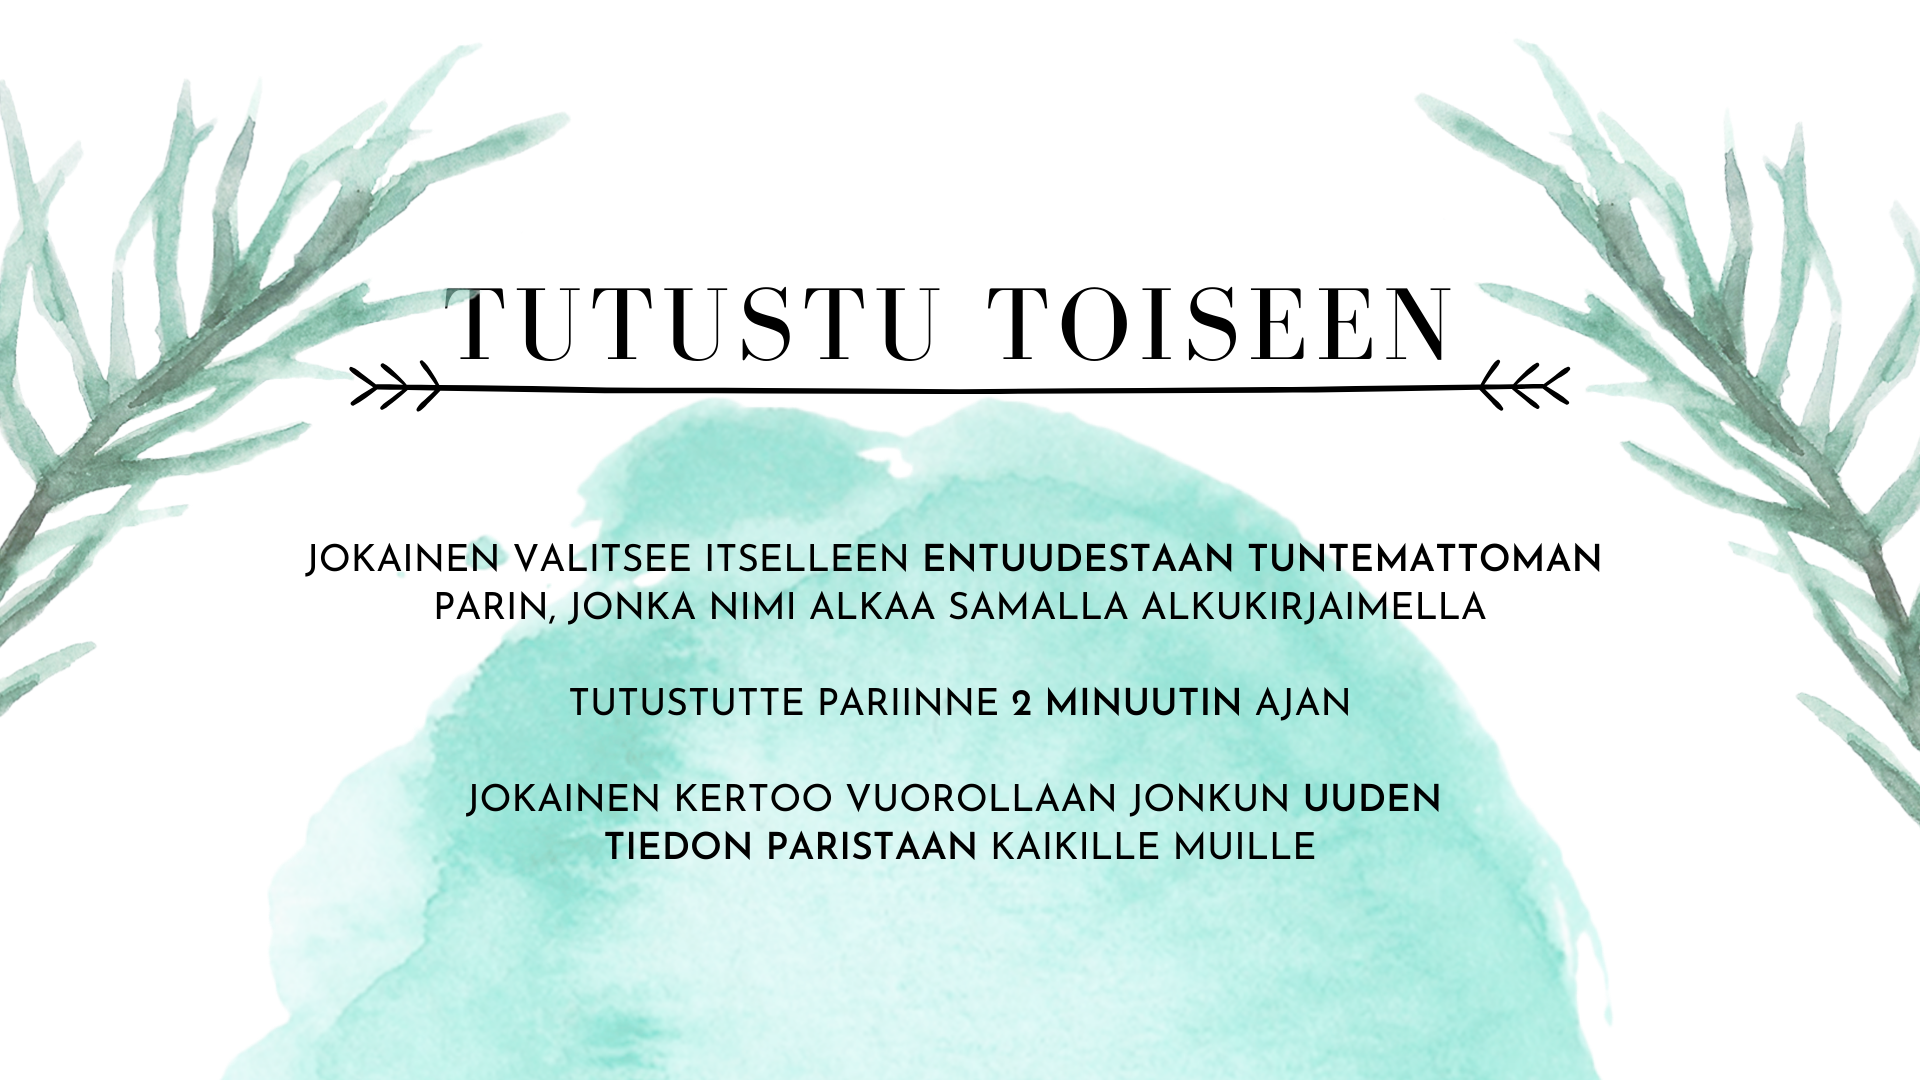 TUTUSTU TOISEEN
JOKAINEN VALITSEE ITSELLEEN ENTUUDESTAAN TUNTEMATTOMAN
PARIN, JONKA NIMI ALKAA SAMALLA ALKUKIRJAIMELLA
TUTUSTUTTE PARIINNE 2 MINUUTIN AJAN
JOKAINEN KERTOO VUOROLLAAN JONKUN UUDEN
TIEDON PARISTAAN KAIKILLE MUILLE